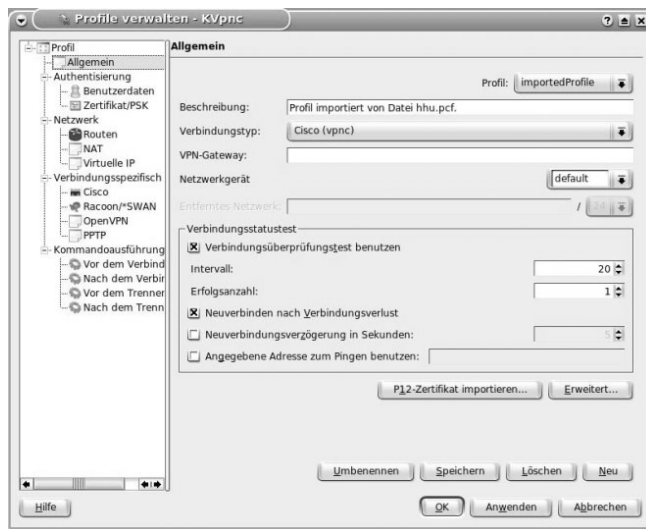 Profile verwalten - KVpnc
Profil
Allgemein
Authentisierung
Benutzerdaten
Zertifikat/PSK
Netzwerk
Routen
NAT
Virtuelle IP
Verbindungsspezifisch
Cisco
Racoon/*SWAN
OpenVPN
PPTP
Kommandoausführung
Vor dem Verbind
Nach dem Verbir
Vor dem Trenner
Nach dem Trenn
Allgemein
Profil: importedProfile
Beschreibung: Profil importiert von Datei hhu.pcf.
Verbindungstyp: Cisco (vpnc)
VPN-Gateway:
Netzwerkgerät default
Entferntes Netzwerk: / 24
Verbindungsstatustest
Verbindungsüberprüfungstest benutzen
Intervall: 20
Erfolgsanzahl: 1
Neuverbinden nach Verbindungsverlust
Neuverbindungsverzögerung in Sekunden: 5
Angegebene Adresse zum Pingen benutzen:
P12-Zertifikat importieren... Erweitert...
Umbenennen Speichern Löschen Neu
Hilfe OK Anwenden Abbrechen